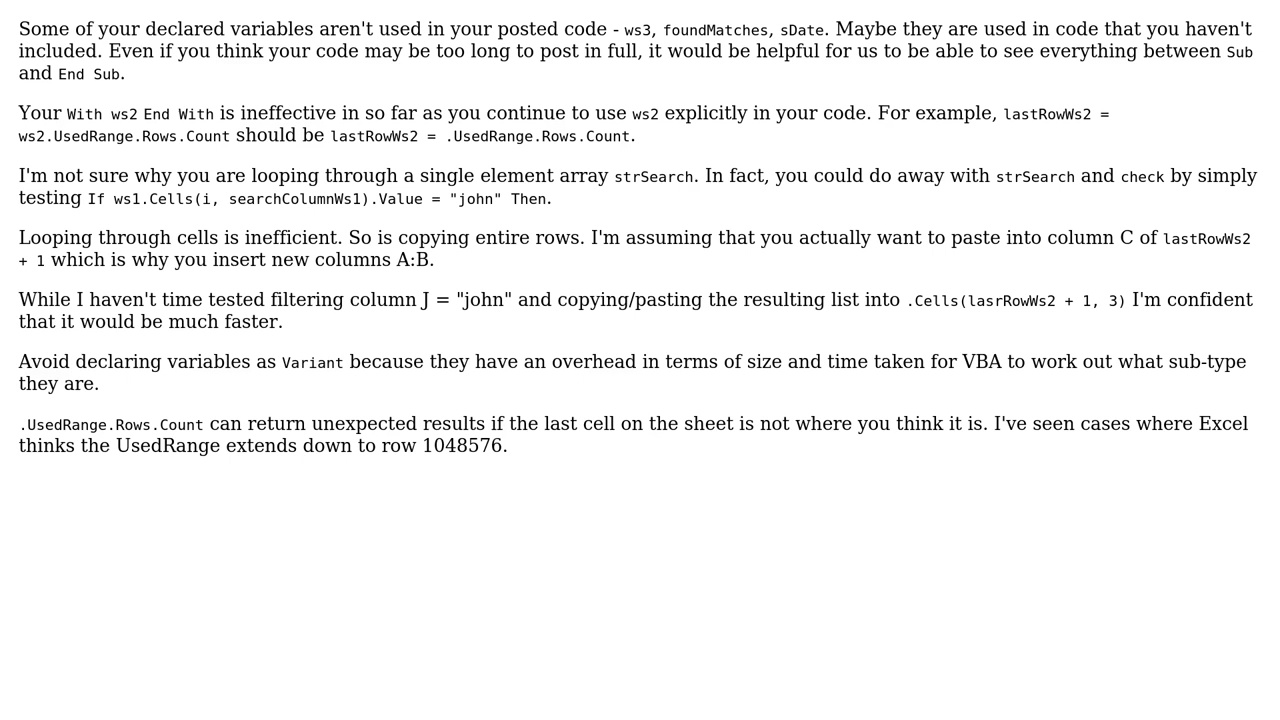 Some of your declared variables aren't used in your posted code - ws3, foundMatches, sDate. Maybe they are used in code that you haven't
included. Even if you think your code may be too long to post in full, it would be helpful for us to be able to see everything between Sub
and End Sub.
Your With ws2 End With is ineffective in so far as you continue to use ws2 explicitly in your code. For example, lastRowWs2 =
ws2.UsedRange.Rows.Count should be lastRowWs2 = .UsedRange.Rows.Count.
I'm not sure why you are looping through a single element array strSearch. In fact, you could do away with strSearch and check by simply
testing If ws1.Cells(i, searchColumnWs1).Value = "john" Then.
Looping through cells is inefficient. So is copying entire rows. I'm assuming that you actually want to paste into column C of lastRowWs2
+ 1 which is why you insert new columns A:B.
While I haven't time tested filtering column J = "john" and copying/pasting the resulting list into .Cells(lasrRowWs2 + 1, 3) I'm confident
that it would be much faster.
Avoid declaring variables as Variant because they have an overhead in terms of size and time taken for VBA to work out what sub-type
they are.
.UsedRange.Rows.Count can return unexpected results if the last cell on the sheet is not where you think it is. I've seen cases where Excel
thinks the UsedRange extends down to row 1048576.